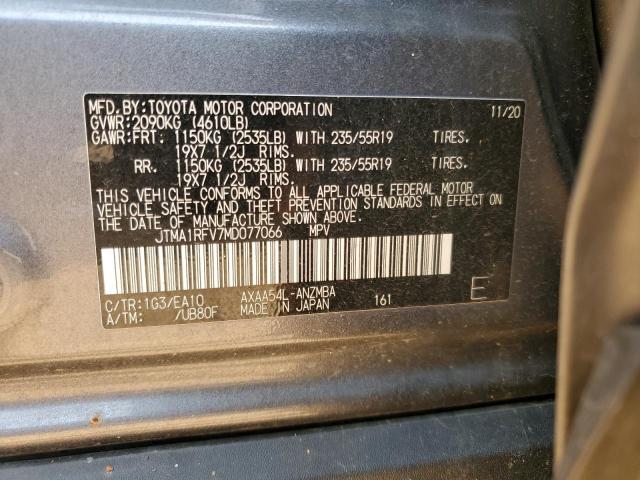 MFD. BY: TOYOTA MOTOR CORPORATION 11/20
GVWR: 2090KG (4610LB)
GAWR: FRT: 1150KG (2535LB) WITH 235/55R19 TIRES.
19X7 1/2J RIMS.
RR. 1150KG (2535LB) WITH 235/55R19 TIRES.
19X7 1/2J RIMS.
THIS VEHICLE CONFORMS TO ALL APPLICABLE FEDERAL MOTOR
VEHICLE SAFETY AND THEFT PREVENTION STANDARDS IN EFFECT ON
THE DATE OF MANUFACTURE SHOWN ABOVE.
JTMA1RFV7MD077066 MPV
C/TR: 1G3/EA10 AXAA54L-ANZMBA 161 E
A/TM: /UB80F MADE IN JAPAN